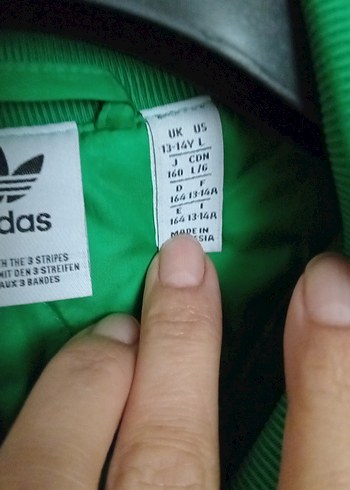 das
TH THE 3 STRIPES
MIT DEN 3 STREIFEN
AUX 3 BANDES
UK US
13-14Y L
J CDN
160 L/G
D F
164 13-14A
E I
164 13-14A
MADE IN
SIA